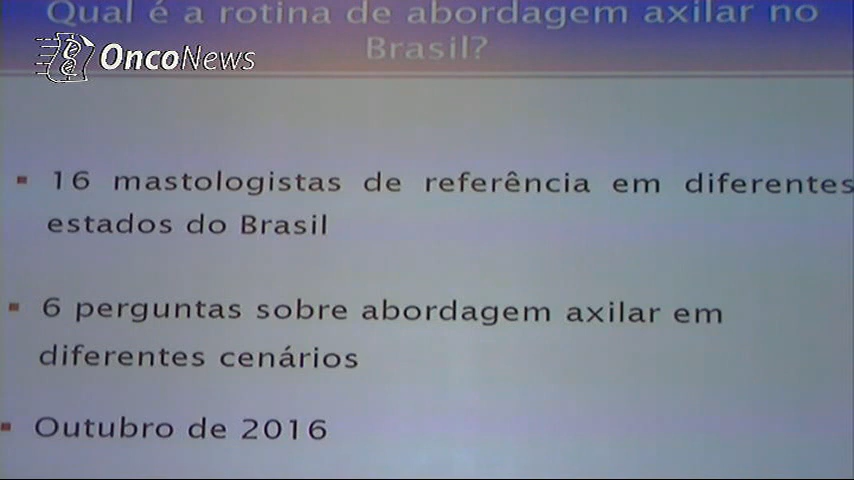 Qual é a rotina de abordagem axilar no
Brasil?
OncoNews
16 mastologistas de referência em diferentes
estados do Brasil
6 perguntas sobre abordagem axilar em
diferentes cenários
Outubro de 2016